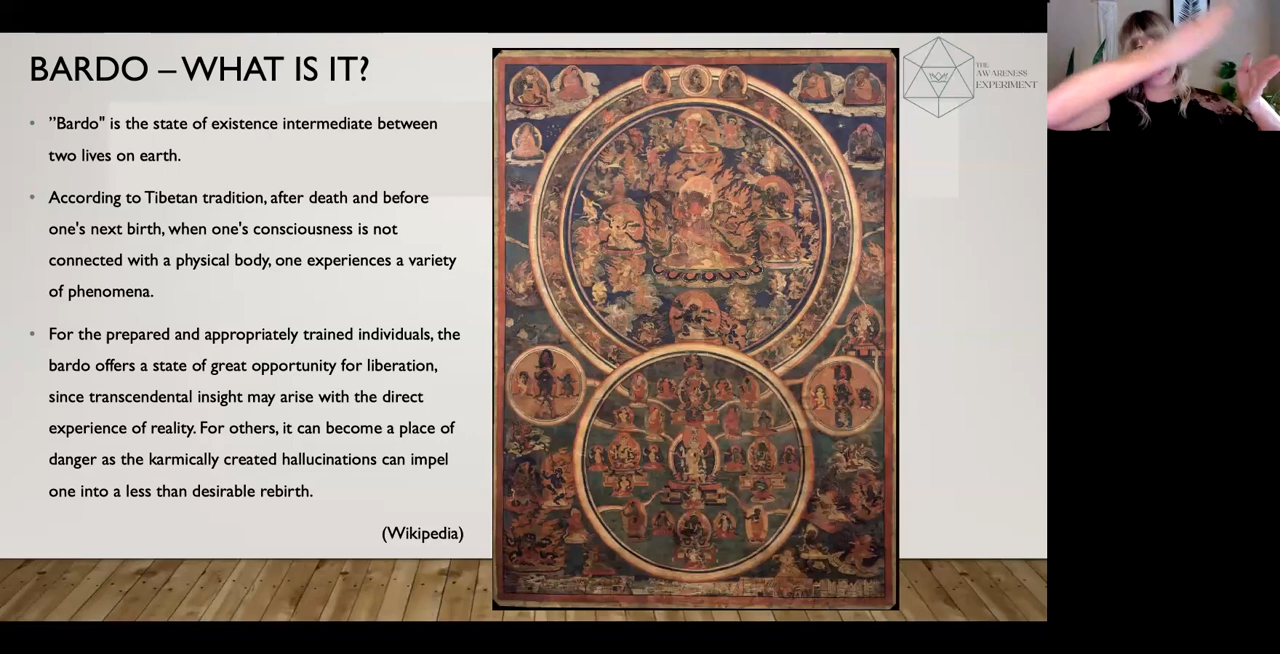 BARDO – WHAT IS IT?
• ”Bardo" is the state of existence intermediate between
two lives on earth.
• According to Tibetan tradition, after death and before
one's next birth, when one's consciousness is not
connected with a physical body, one experiences a variety
of phenomena.
• For the prepared and appropriately trained individuals, the
bardo offers a state of great opportunity for liberation,
since transcendental insight may arise with the direct
experience of reality. For others, it can become a place of
danger as the karmically created hallucinations can impel
one into a less than desirable rebirth.
(Wikipedia)
THE
AWARENESS
EXPERIMENT